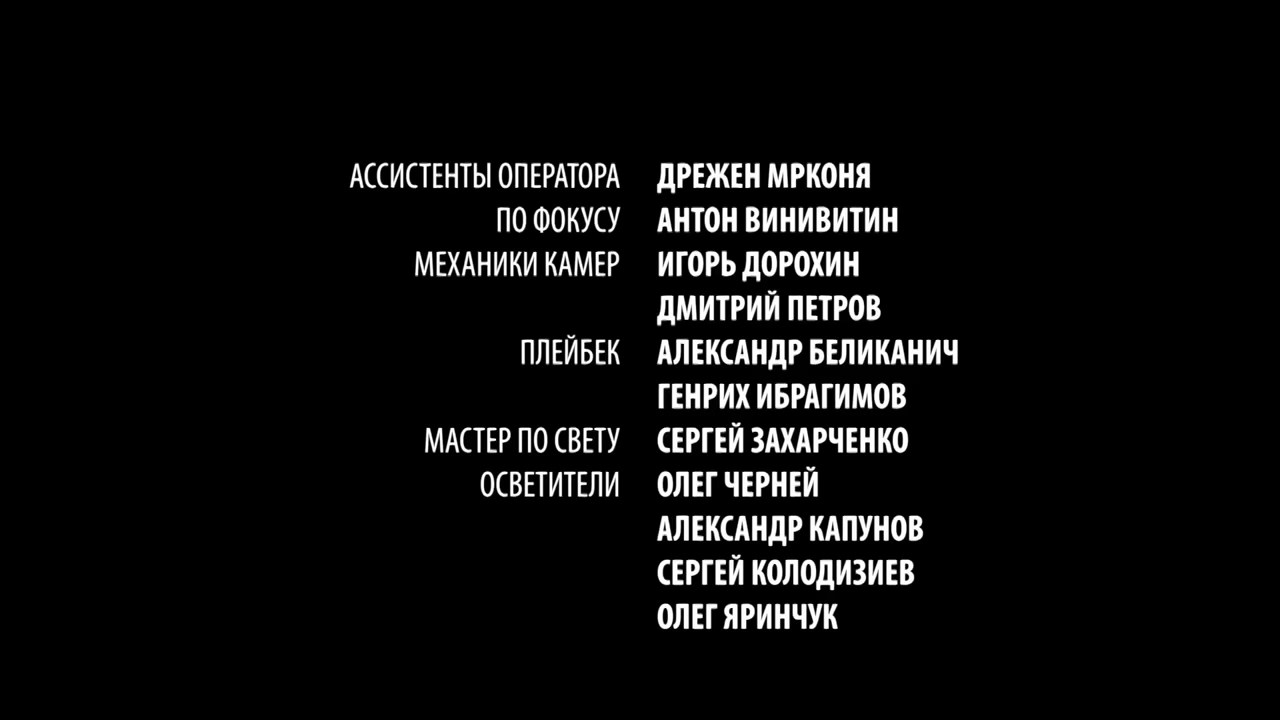 АССИСТЕНТЫ ОПЕРАТОРА ДРЕЖЕН МРКОНЯ
ПО ФОКУСУ АНТОН ВИНИВИТИН
МЕХАНИКИ КАМЕР ИГОРЬ ДОРОХИН
ДМИТРИЙ ПЕТРОВ
ПЛЕЙБЕК АЛЕКСАНДР БЕЛИКАНИЧ
ГЕНРИХ ИБРАГИМОВ
МАСТЕР ПО СВЕТУ СЕРГЕЙ ЗАХАРЧЕНКО
ОСВЕТИТЕЛИ ОЛЕГ ЧЕРНЕЙ
АЛЕКСАНДР КАПУНОВ
СЕРГЕЙ КОЛОДИЗИЕВ
ОЛЕГ ЯРИНЧУК